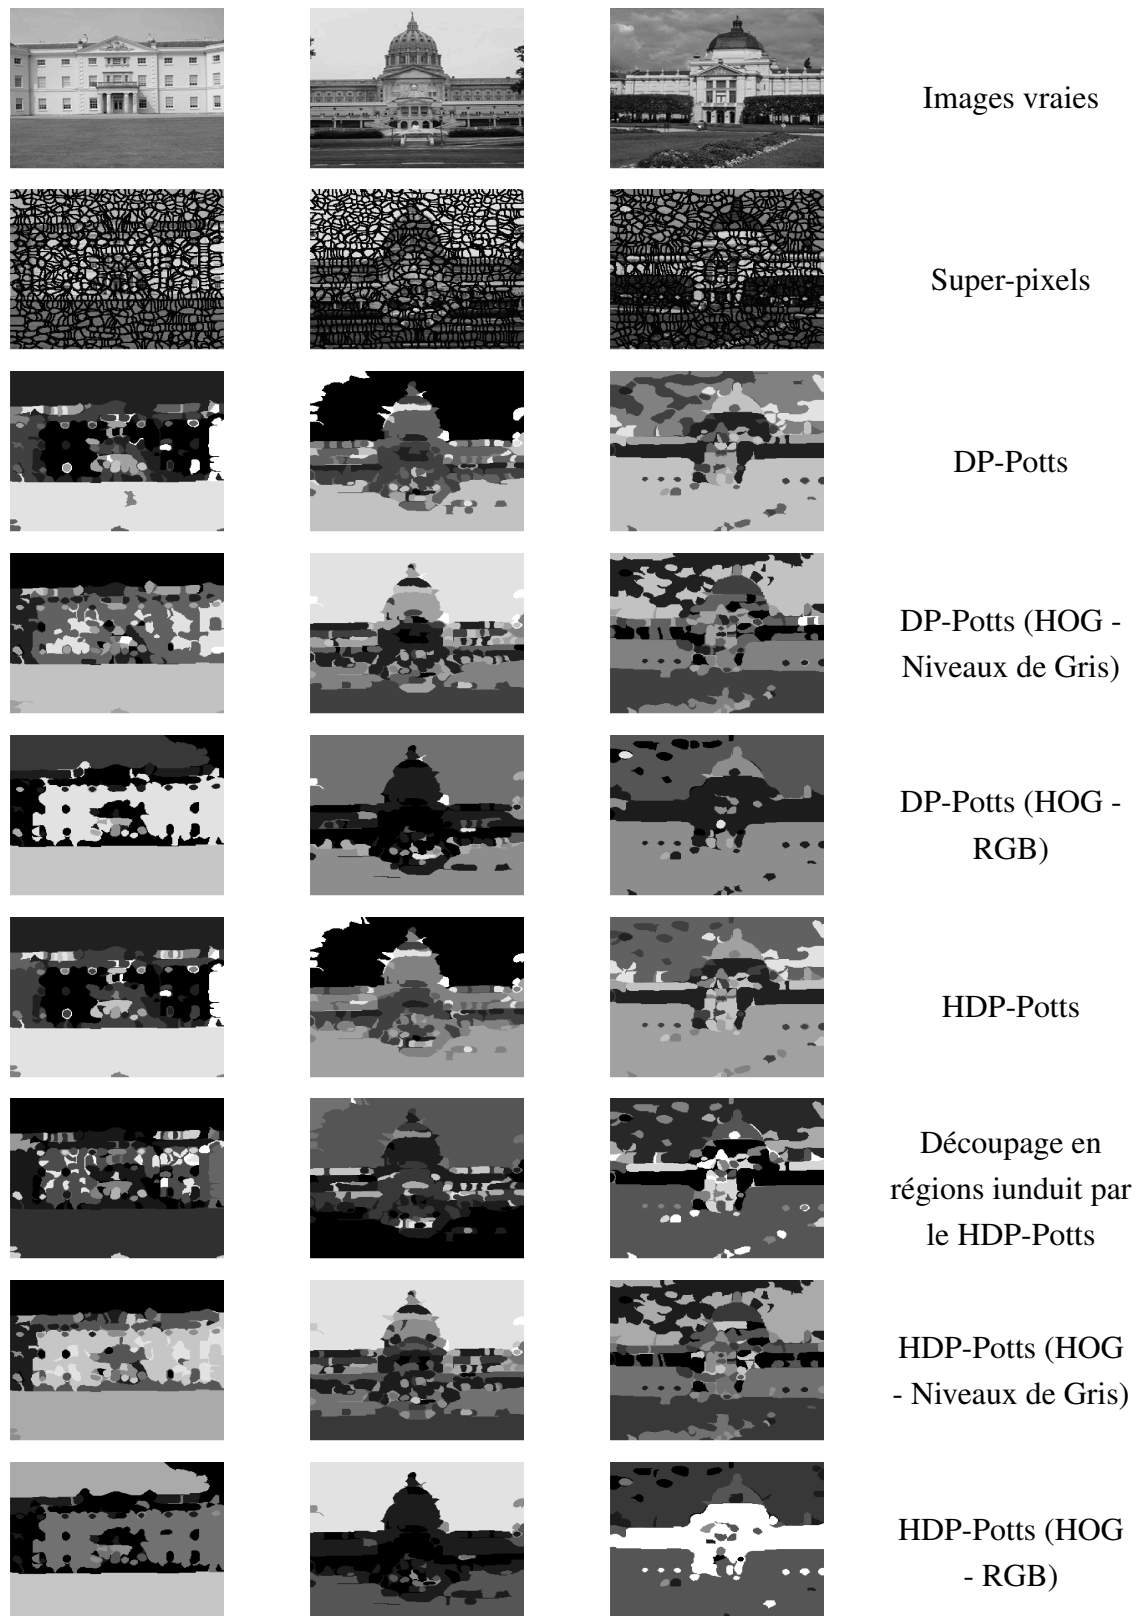 Images vraies
Super-pixels
DP-Potts
DP-Potts (HOG -
Niveaux de Gris)
DP-Potts (HOG -
RGB)
HDP-Potts
Découpage en
régions iunduit par
le HDP-Potts
HDP-Potts (HOG
- Niveaux de Gris)
HDP-Potts (HOG
- RGB)